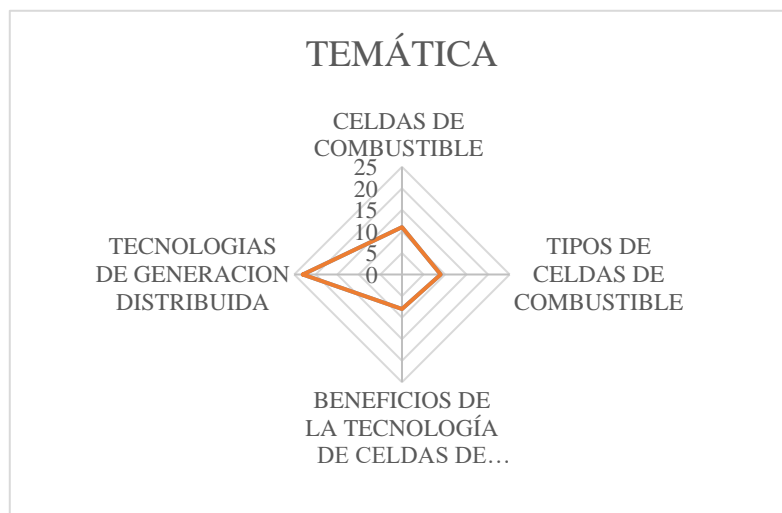 TEMÁTICA
CELDAS DE
COMBUSTIBLE
25
20
15
10
5
0
TECNOLOGIAS
DE GENERACION
DISTRIBUIDA
TIPOS DE
CELDAS DE
COMBUSTIBLE
BENEFICIOS DE
LA TECNOLOGÍA
DE CELDAS DE…